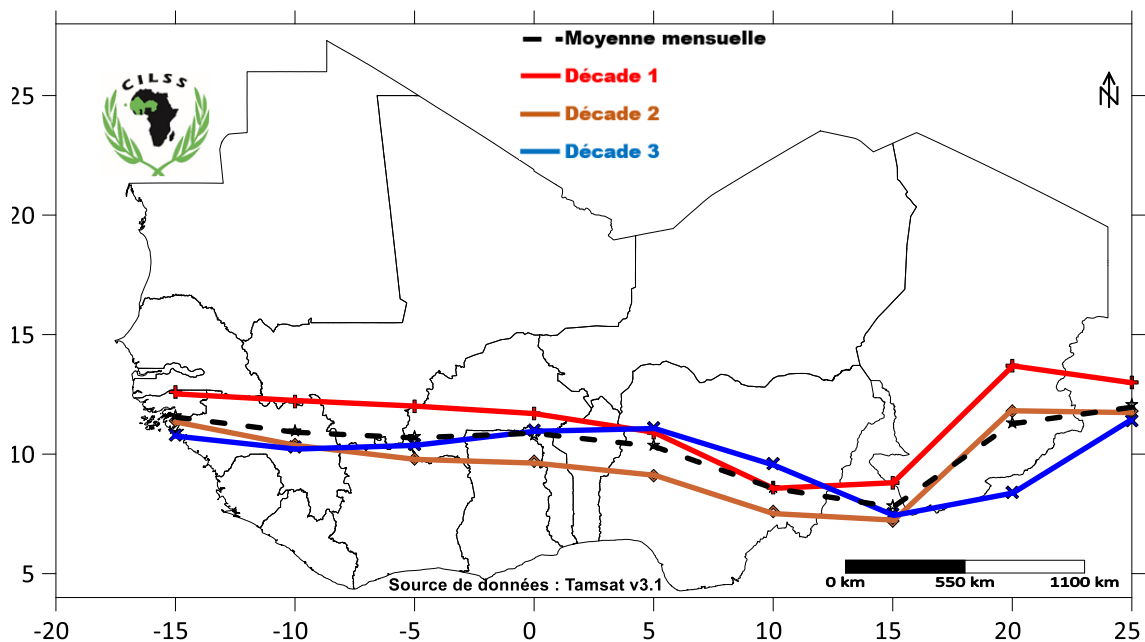 Moyenne mensuelle
Décade 1
Décade 2
Décade 3
CILSS
N
25
20
15
10
5
Source de données : Tamsat v3.1
0 km 550 km 1100 km
-20 -15 -10 -5 0 5 10 15 20 25